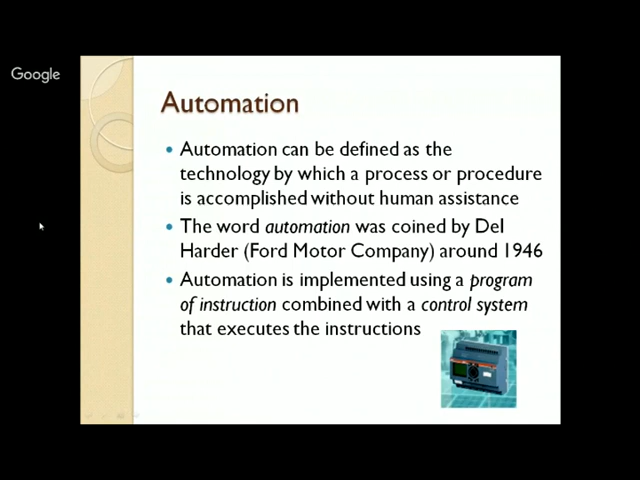 Google
Automation
Automation can be defined as the
technology by which a process or procedure
is accomplished without human assistance
The word automation was coined by Del
Harder (Ford Motor Company) around 1946
Automation is implemented using a program
of instruction combined with a control system
that executes the instructions